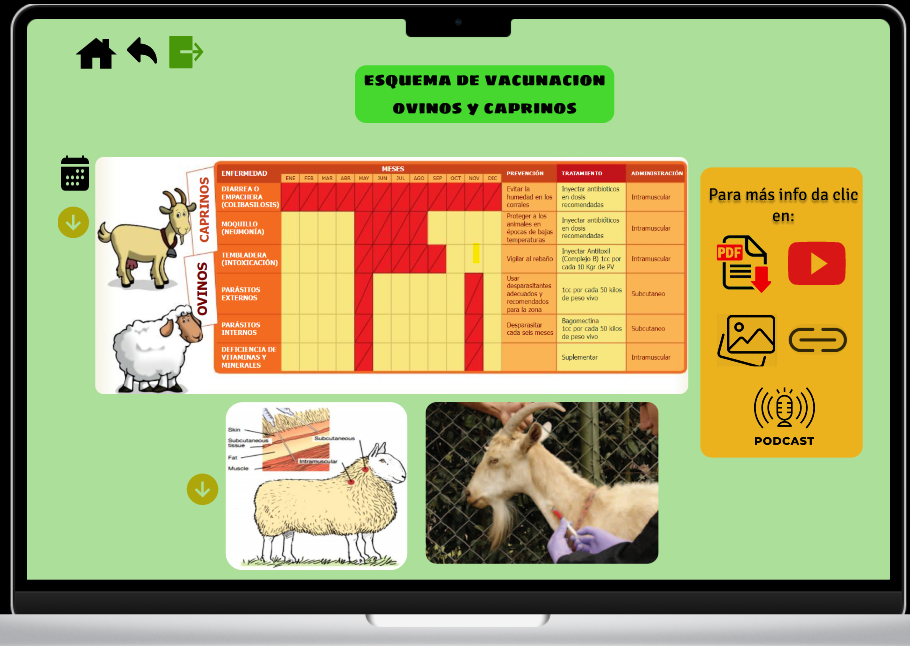 ESQUEMA DE VACUNACION
OVINOS Y CAPRINOS
CAPRINOS
OVINOS
ENFERMEDAD
MESES
ENE FEB MAR ABR MAY JUN JUL AGO SEP OCT NOV DIC
PREVENCIÓN
TRATAMIENTO
ADMINISTRACIÓN
DIARREA O
EMPACHERA
(COLIBASILOSIS)
Evitar la
humedad en los
corrales
Inyectar antibióticos
en dosis
recomendadas
Intramuscular
MOQUILLO
(NEUMONÍA)
Proteger a los
animales en
épocas de bajas
temperaturas
Inyectar antibióticos
en dosis
recomendadas
Intramuscular
TEMBLADERA
(INTOXICACIÓN)
Vigilar al rebaño
Inyectar Antitoxil
(Complejo B) 1cc por
cada 10 Kgr de PV
Intramuscular
PARÁSITOS
EXTERNOS
Usar
desparasitantes
adecuados y
recomendados
para la zona
1cc por cada 50 kilos
de peso vivo
Subcutaneo
PARÁSITOS
INTERNOS
Desparasitar
cada seis meses
Bagomectina
1cc por cada 50 kilos
de peso vivo
Subcutaneo
DEFICIENCIA DE
VITAMINAS Y
MINERALES
Suplementar
Intramuscular
Para más info da clic
en:
PDF
PODCAST
Skin
Subcutaneous
tissue
Fat
Muscle
Intramuscular
Subcutaneous